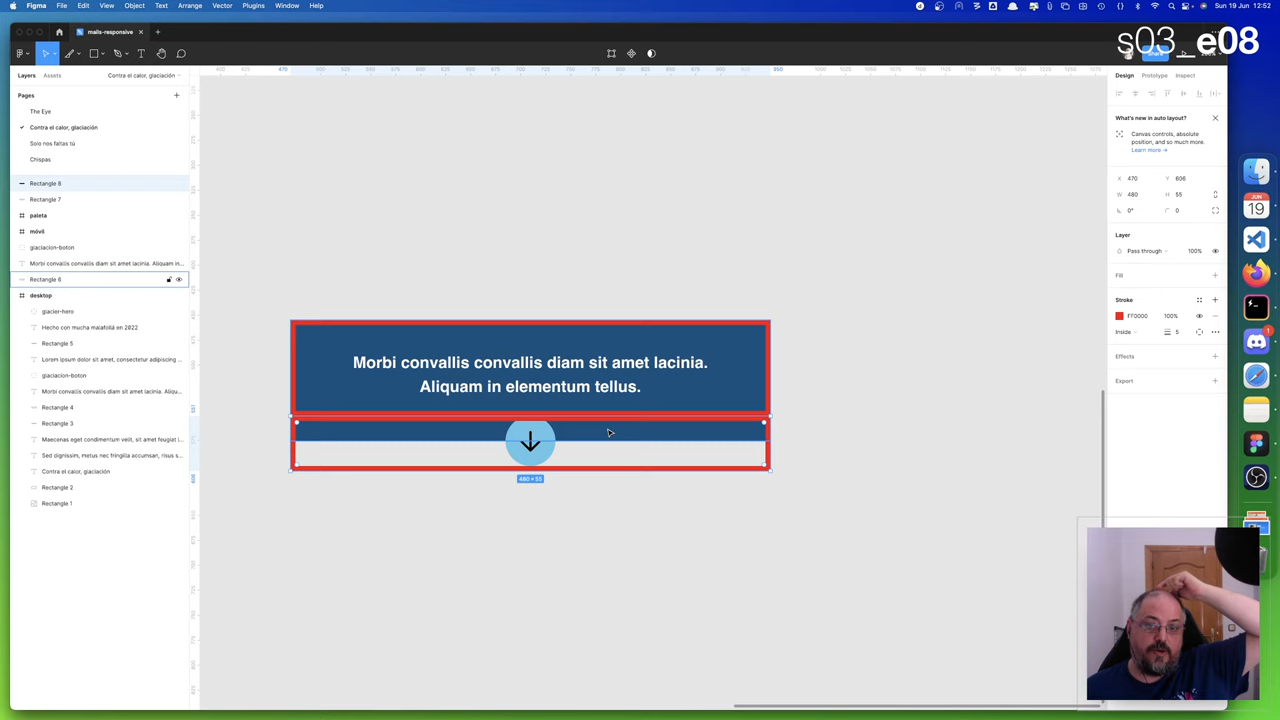 Figma File Edit View Object Text Arrange Vector Plugins Window Help
Sun 19 Jun 12:52
mails-responsive
s03 e08
Share
Layers Assets Contra el calor, glaciación
Design Prototype Inspect
Pages
The Eye
Contra el calor, glaciación
Solo nos faltas tú
Chispas
Rectangle 8
Rectangle 7
paleta
móvil
glaciacion-boton
Morbi convallis convallis diam sit amet lacinia. Aliquam in...
Rectangle 6
desktop
glacier-hero
Hecho con mucha malafollá en 2022
Rectangle 5
Lorem ipsum dolor sit amet, consectetur adipiscing ...
glaciacion-boton
Morbi convallis convallis diam sit amet lacinia. Aliqua...
Rectangle 4
Rectangle 3
Maecenas eget condimentum velit, sit amet feugiat i...
Sed dignissim, metus nec fringilla accumsan, risus s...
Contra el calor, glaciación
Rectangle 2
Rectangle 1
Morbi convallis convallis diam sit amet lacinia.
Aliquam in elementum tellus.
480 × 55
What's new in auto layout?
Canvas controls, absolute
position, and so much more.
Learn more →
X 470 Y 606
W 480 H 55
0° 0
Layer
Pass through 100%
Fill
Stroke
FF0000 100%
Inside 5
Effects
Export
JUN
19
1